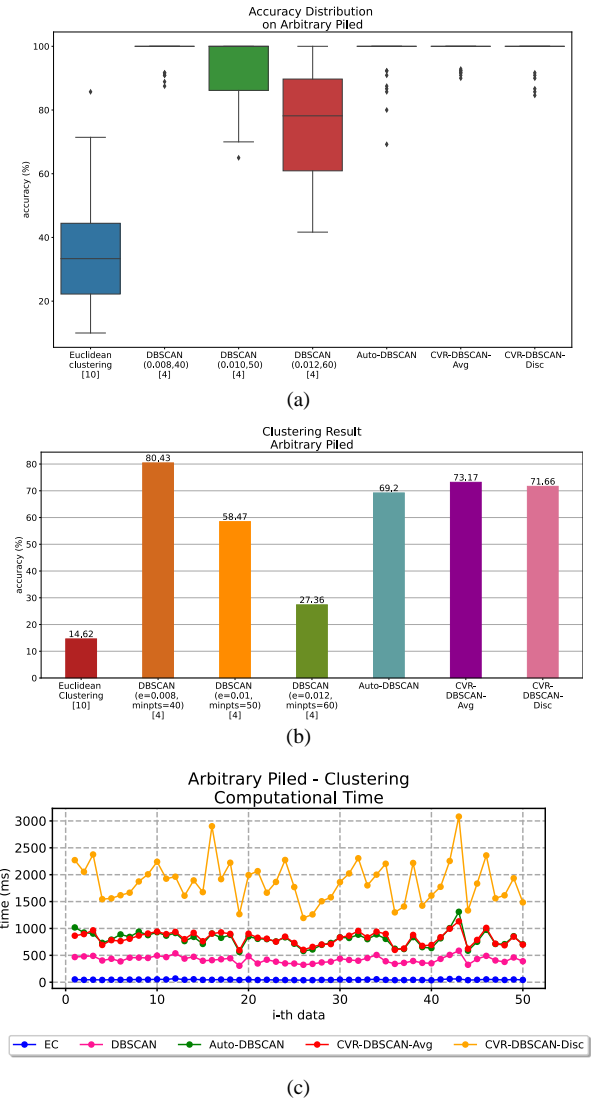 Accuracy Distribution
on Arbitrary Piled
accuracy (%)
100
80
60
40
20
Euclidean
clustering
[10]
DBSCAN
(0.008,40)
[4]
DBSCAN
(0.010,50)
[4]
DBSCAN
(0.012,60)
[4]
Auto-DBSCAN
CVR-DBSCAN-
Avg
CVR-DBSCAN-
Disc
(a)
Clustering Result
Arbitrary Piled
accuracy (%)
80
70
60
50
40
30
20
10
0
14,62
80,43
58,47
27,36
69,2
73,17
71,66
Euclidean
Clustering
[10]
DBSCAN
(e=0,008,
minpts=40)
[4]
DBSCAN
(e=0,01,
minpts=50)
[4]
DBSCAN
(e=0,012,
minpts=60)
[4]
Auto-DBSCAN
CVR-
DBSCAN-
Avg
CVR-
DBSCAN-
Disc
(b)
Arbitrary Piled - Clustering
Computational Time
time (ms)
3000
2500
2000
1500
1000
500
0
0
10
20
30
40
50
i-th data
EC
DBSCAN
Auto-DBSCAN
CVR-DBSCAN-Avg
CVR-DBSCAN-Disc
(c)